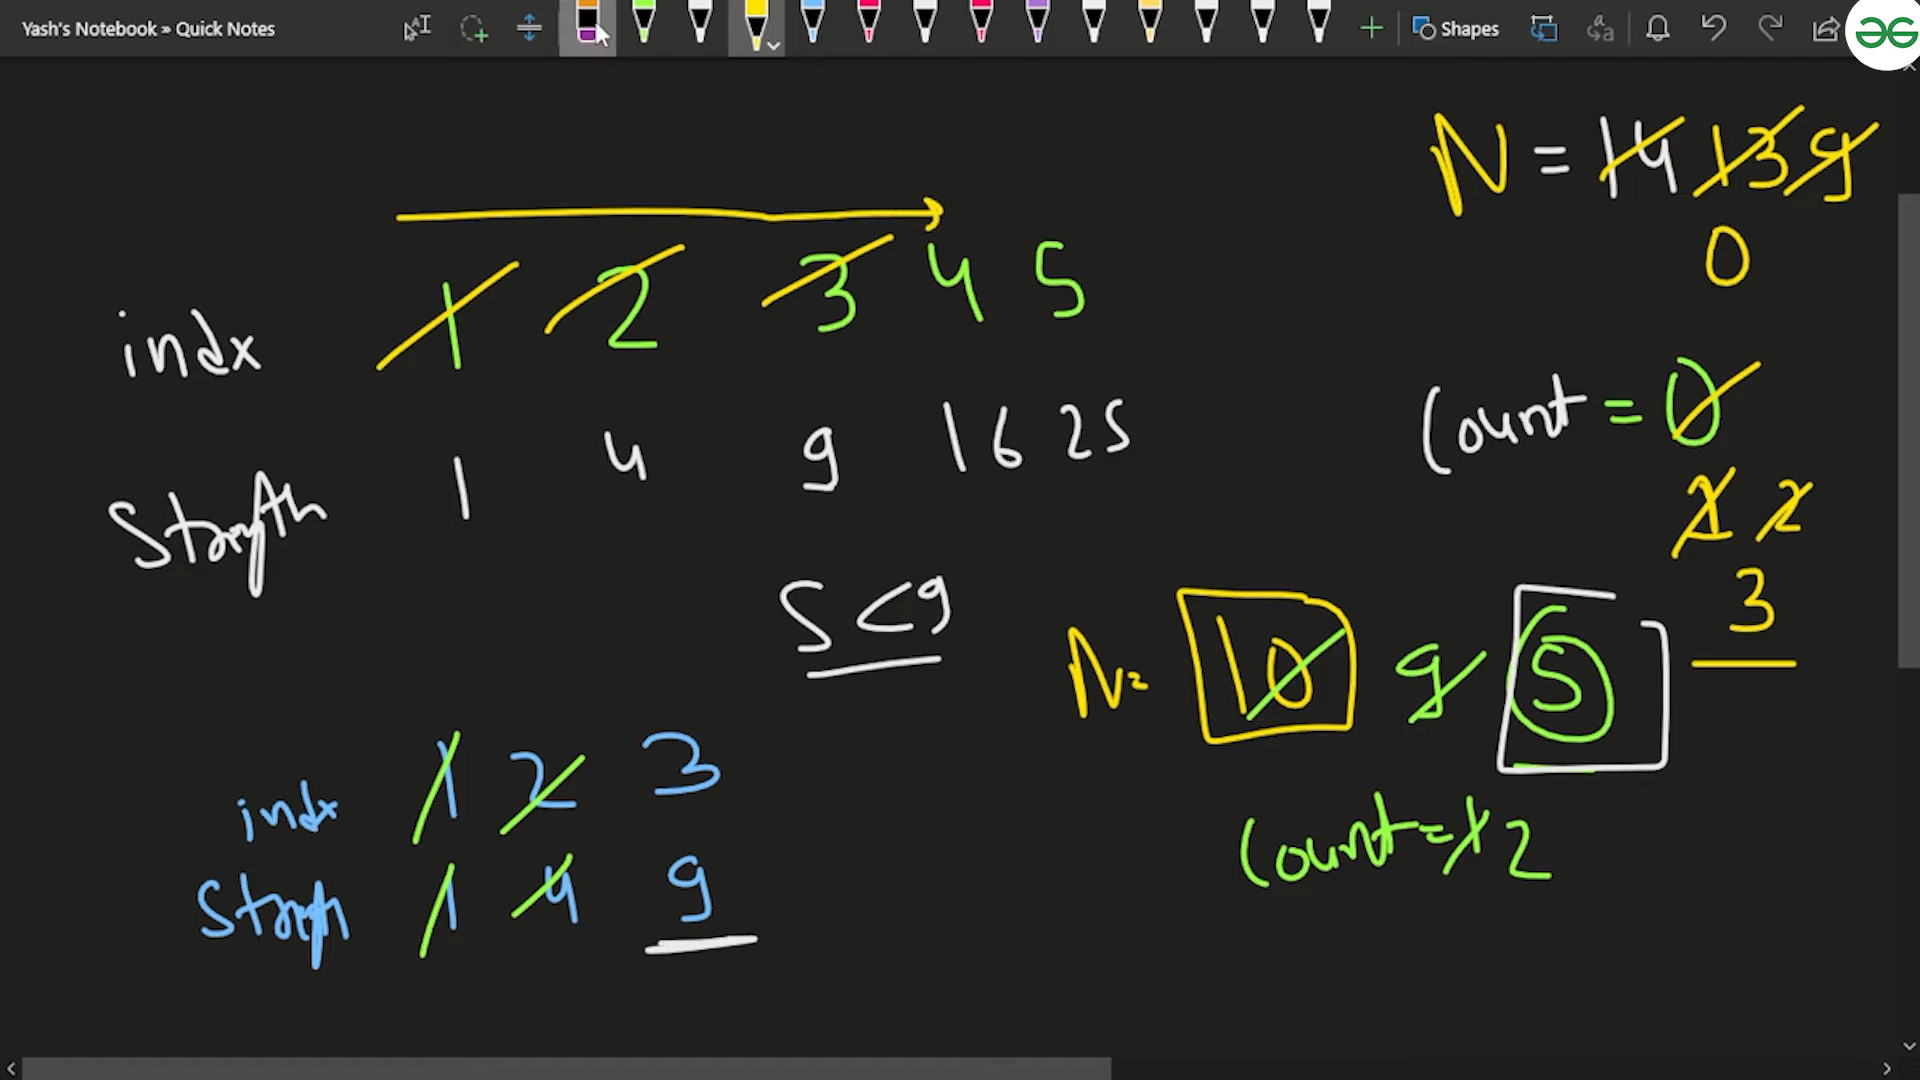 Yash's Notebook » Quick Notes
Shapes
N = 14 13 9
0
indx 1 2 3 4 5
Count = 0
Strength 1 4 9 16 25
1 2
3
5 < 9
N = 10 9 5
indx 1 2 3
Count = 1 2
Strength 1 4 9